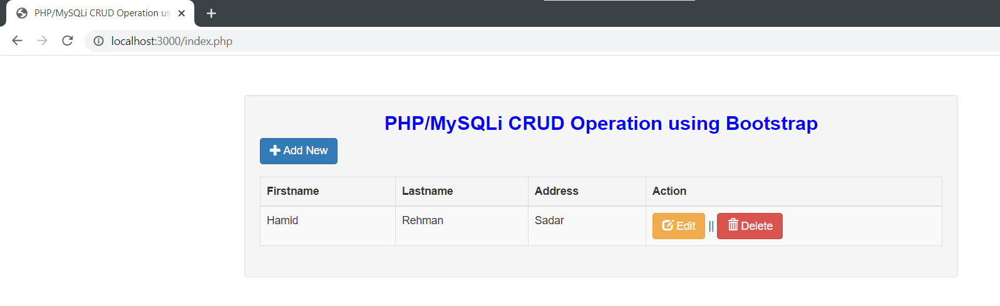 PHP/MySQLi CRUD Operation us
localhost:3000/index.php
PHP/MySQLi CRUD Operation using Bootstrap
Add New
Firstname Lastname Address Action
Hamid Rehman Sadar Edit || Delete